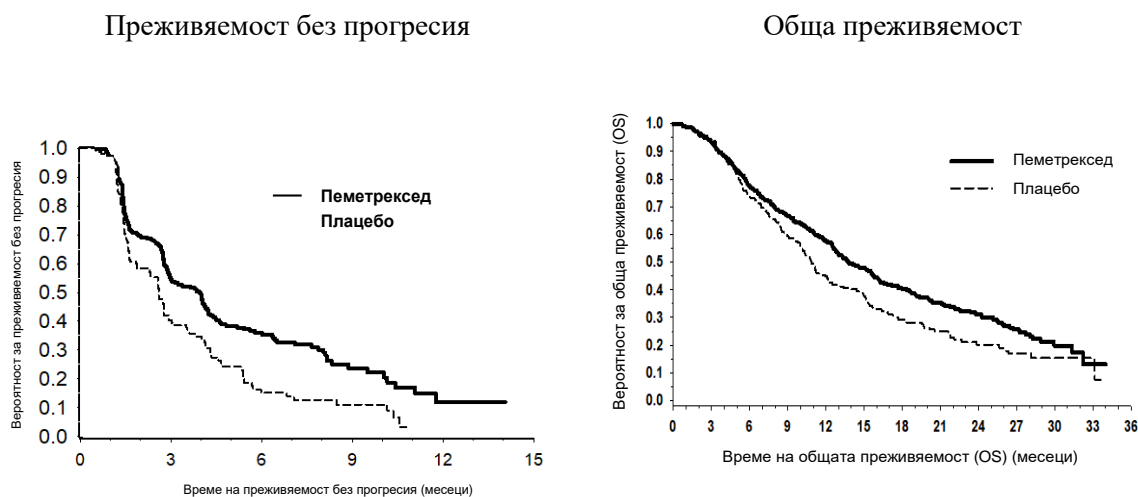 Преживяемост без прогресия
Вероятност за преживяемост без прогресия
1.0
0.9
0.8
0.7
0.6
0.5
0.4
0.3
0.2
0.1
0.0
Пеметрексед
Плацебо
0 3 6 9 12 15
Време на преживяемост без прогресия (месеци)
Обща преживяемост
Вероятност за обща преживяемост (OS)
1.0
0.9
0.8
0.7
0.6
0.5
0.4
0.3
0.2
0.1
0.0
Пеметрексед
Плацебо
0 3 6 9 12 15 18 21 24 27 30 33 36
Време на общата преживяемост (OS) (месеци)